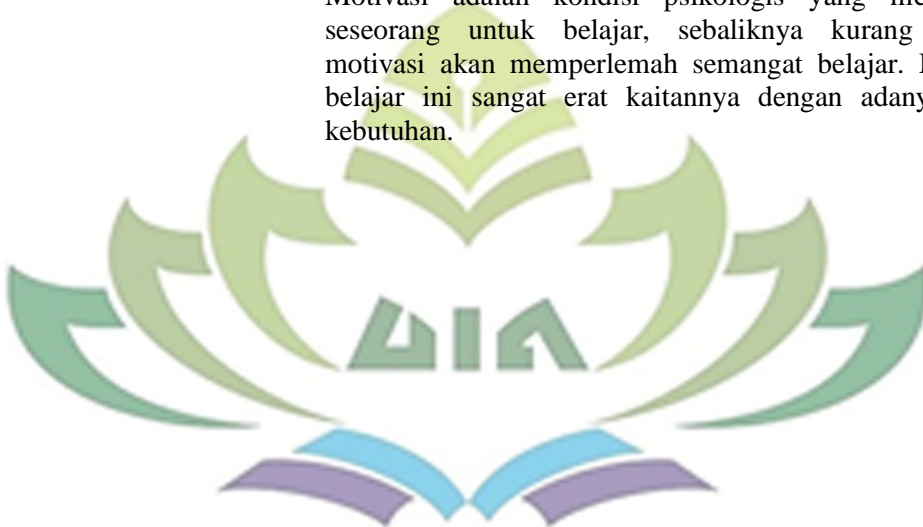 Motivasi adalah kondisi psikologis yang
seseorang untuk belajar, sebaliknya kurang
motivasi akan memperlemah semangat belajar.
belajar ini sangat erat kaitannya dengan
kebutuhan.
UIN